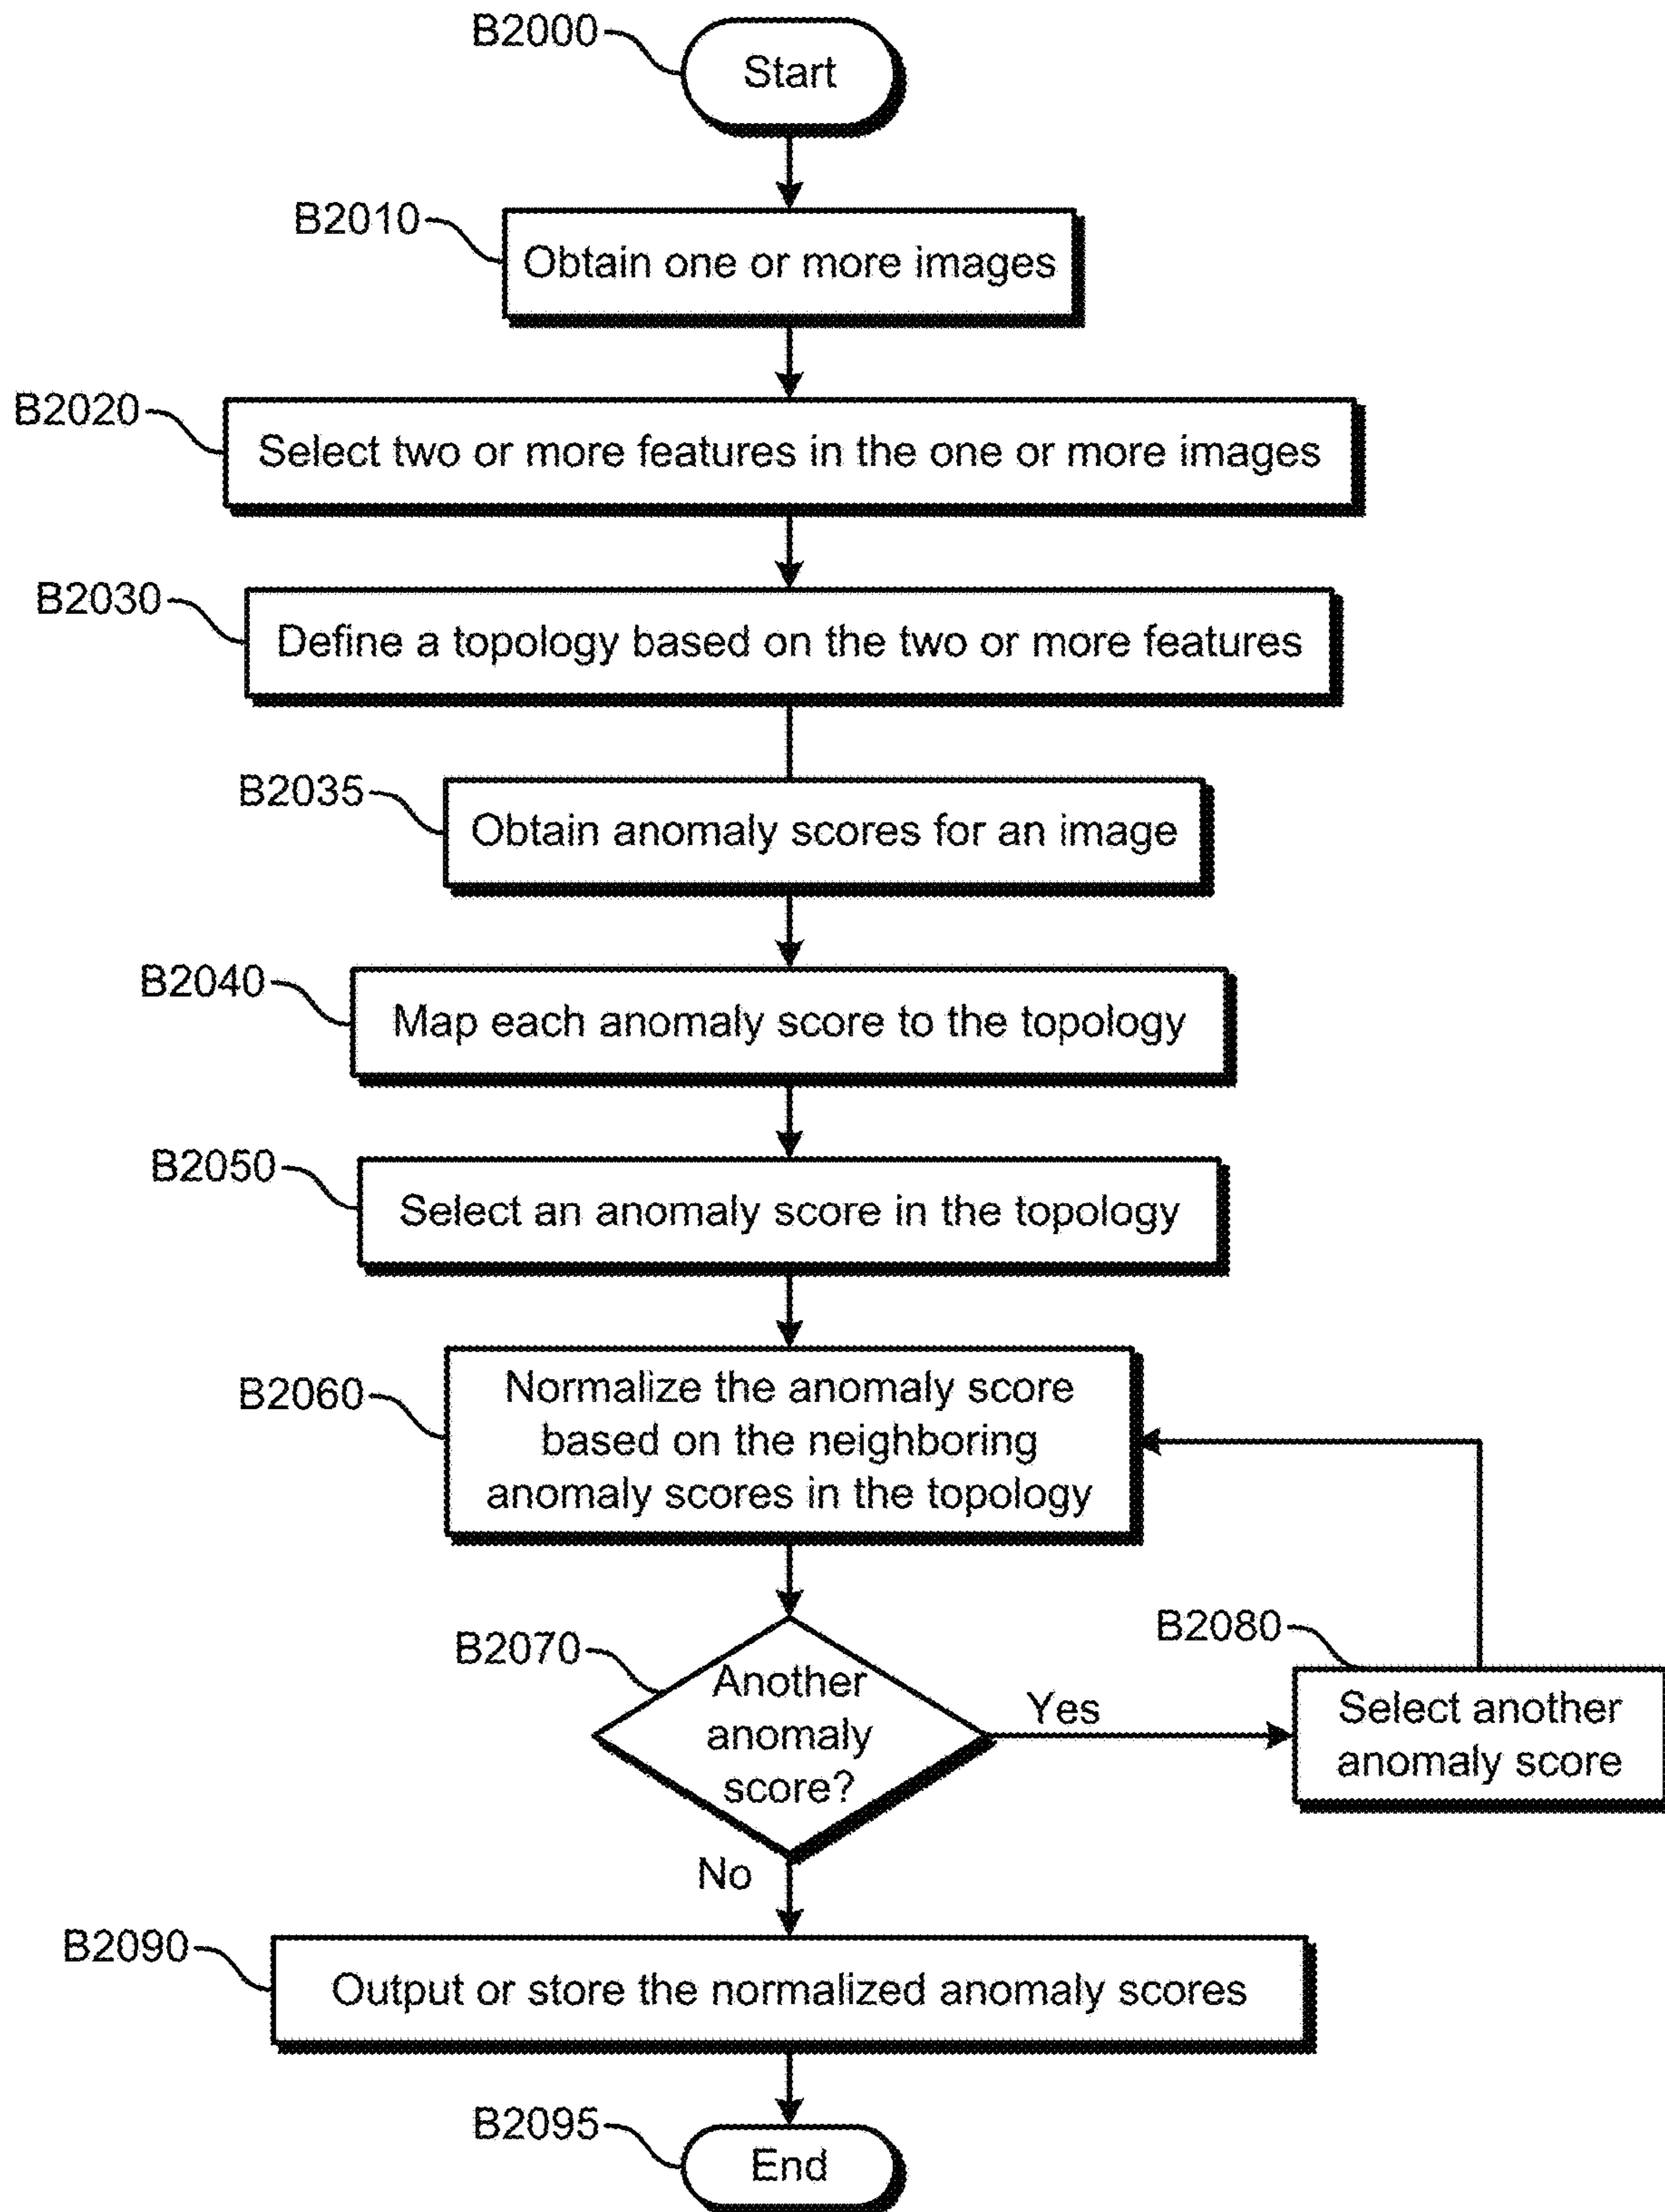 B2000
Start
B2010
Obtain one or more images
B2020
Select two or more features in the one or more images
B2030
Define a topology based on the two or more features
B2035
Obtain anomaly scores for an image
B2040
Map each anomaly score to the topology
B2050
Select an anomaly score in the topology
B2060
Normalize the anomaly score
based on the neighboring
anomaly scores in the topology
B2070
Another
anomaly
score?
Yes
B2080
Select another
anomaly score
No
B2090
Output or store the normalized anomaly scores
B2095
End